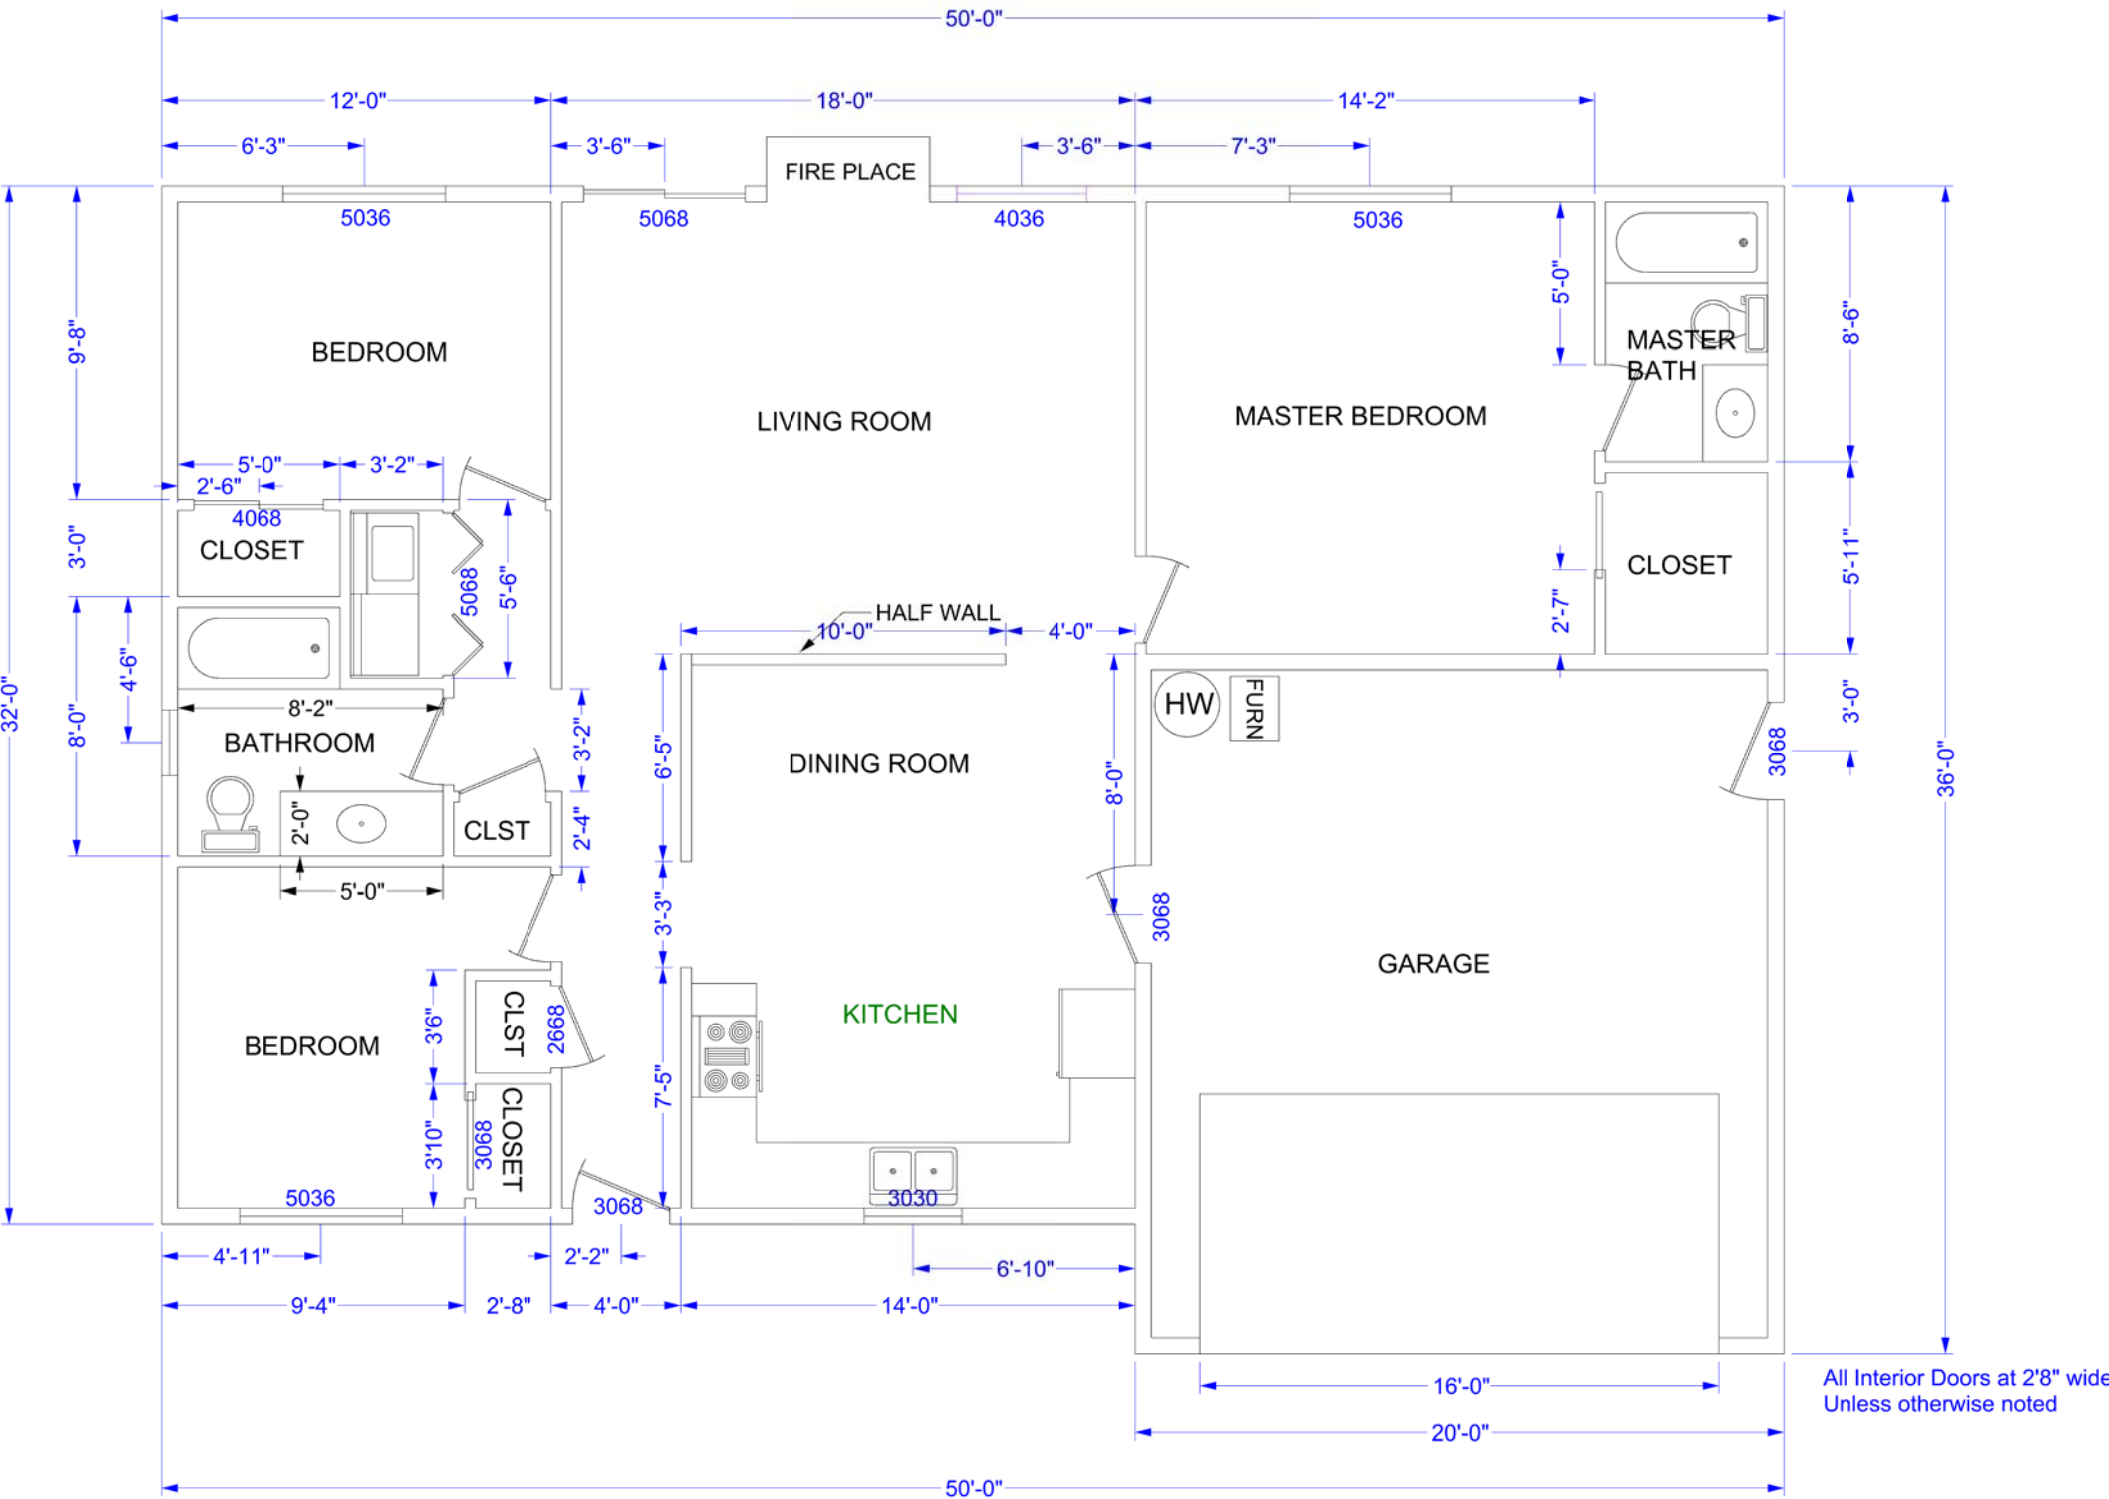 50'-0"
12'-0"
18'-0"
14'-2"
6'-3"
3'-6"
3'-6"
7'-3"
FIRE PLACE
5036
5068
4036
5036
5'-0"
9'-8"
8'-6"
MASTER
BATH
BEDROOM
LIVING ROOM
MASTER BEDROOM
5'-0"
3'-2"
2'-6"
4068
CLOSET
3'-0"
5068
5'-6"
CLOSET
5'-11"
2'-7"
HALF WALL
10'-0"
4'-0"
4'-6"
32'-0"
8'-0"
8'-2"
BATHROOM
3'-2"
6'-5"
DINING ROOM
8'-0"
HW
FURN
3'-0"
3068
36'-0"
2'-0"
CLST
2'-4"
5'-0"
3'-3"
3068
GARAGE
KITCHEN
BEDROOM
3'6"
CLST
2668
7'-5"
3'10"
3068
CLOSET
5036
3068
3030
4'-11"
2'-2"
6'-10"
9'-4"
2'-8"
4'-0"
14'-0"
16'-0"
All Interior Doors at 2'8" wide
Unless otherwise noted
20'-0"
50'-0"